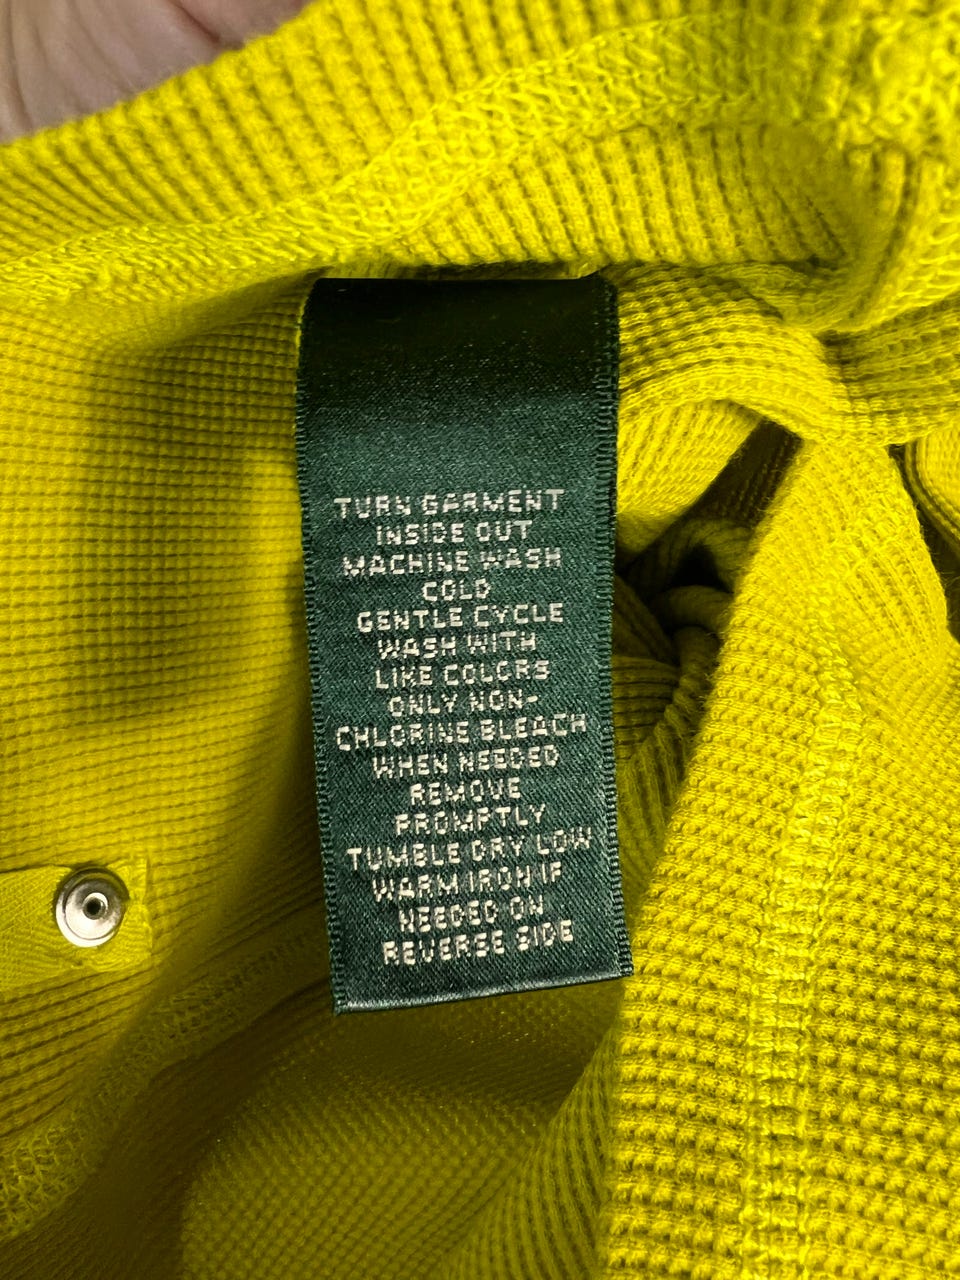 TURN GARMENT
INSIDE OUT
MACHINE WASH
COLD
GENTLE CYCLE
WASH WITH
LIKE COLORS
ONLY NON-
CHLORINE BLEACH
WHEN NEEDED
REMOVE
PROMPTLY
TUMBLE DRY LOW
WARM IRON IF
NEEDED ON
REVERSE SIDE